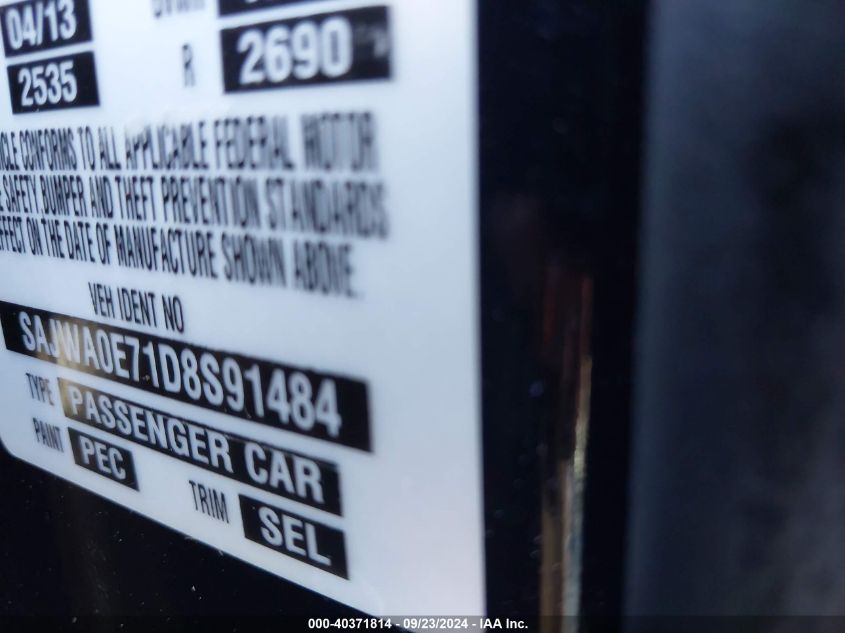 04/13
R 2690
2535
ICLE CONFORMS TO ALL APPLICABLE FEDERAL MOTOR
SAFETY BUMPER AND THEFT PREVENTION STANDARDS
FFECT ON THE DATE OF MANUFACTURE SHOWN ABOVE.
VEH IDENT NO
SAJWA0E71D8S91484
TYPE PASSENGER CAR
PAINT PEC
TRIM SEL
000-40371814 - 09/23/2024 - IAA Inc.